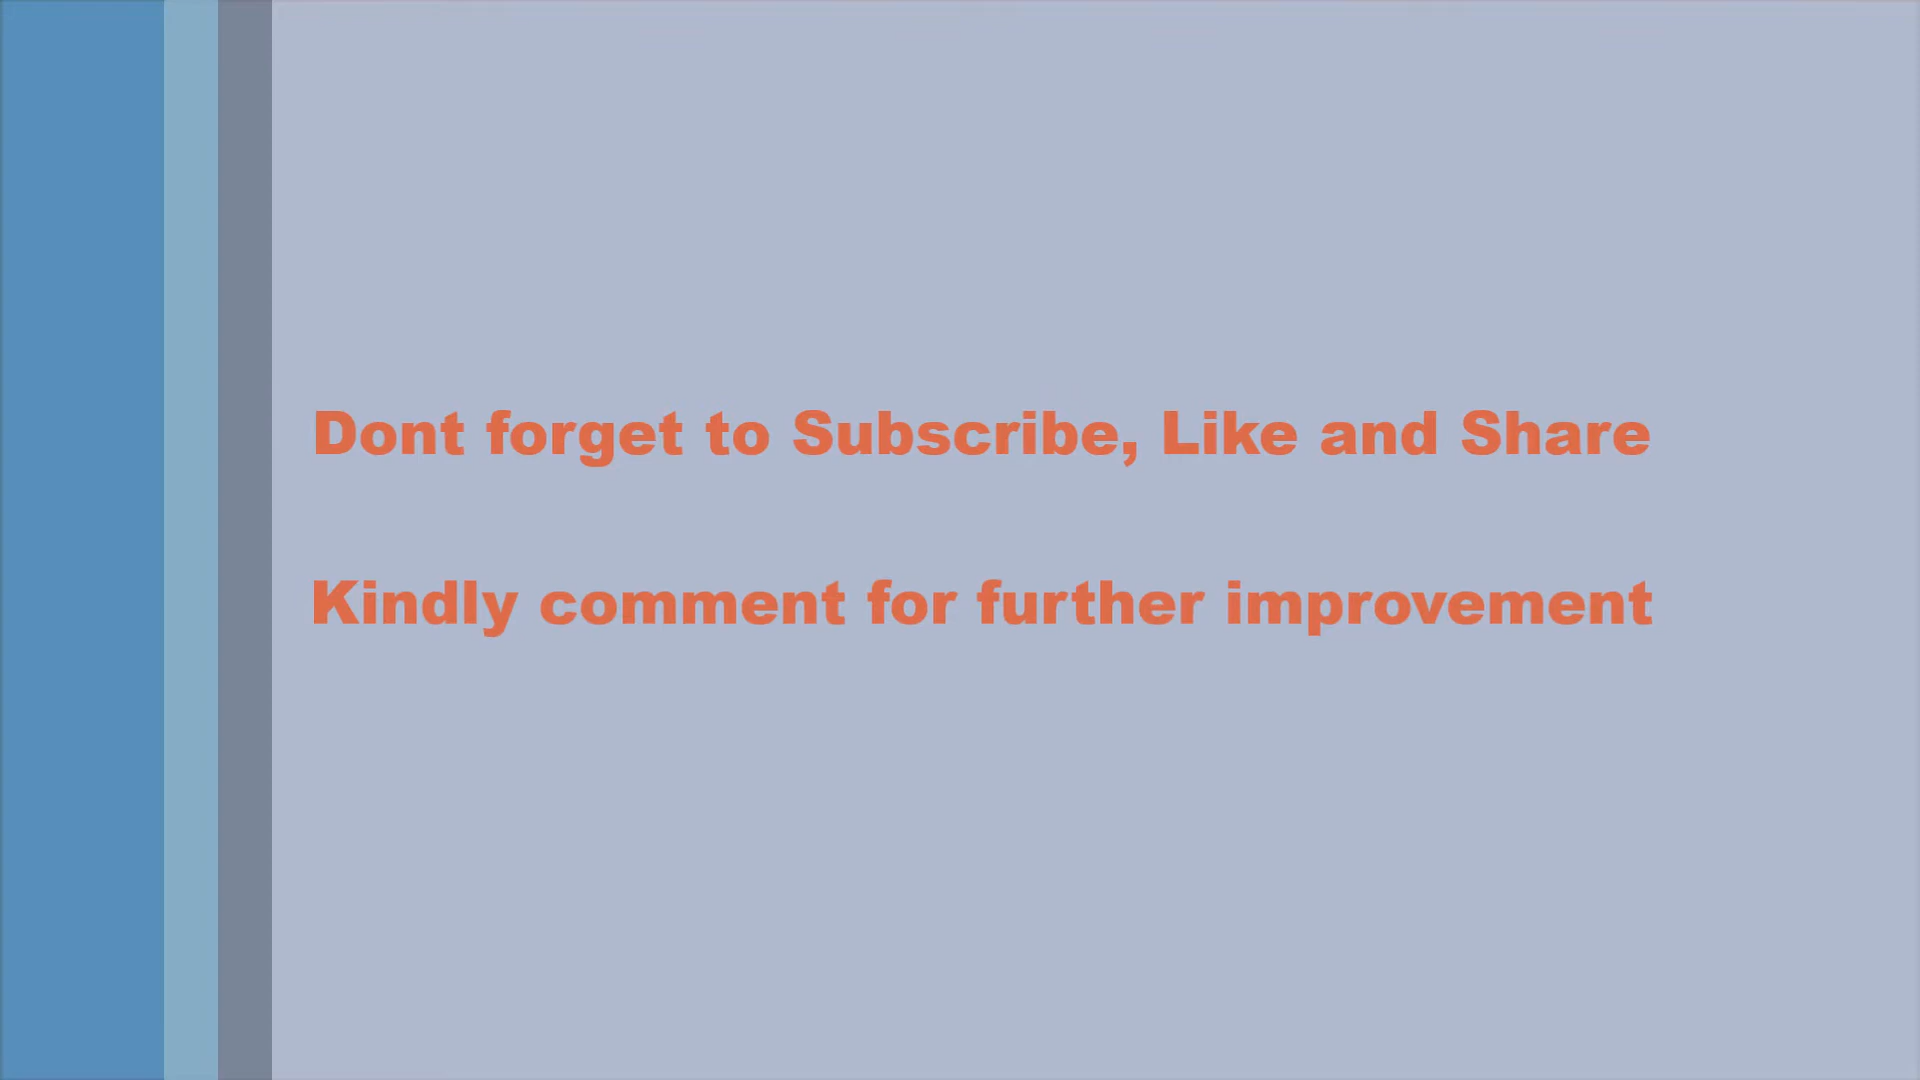 Dont forget to Subscribe, Like and Share
Kindly comment for further improvement